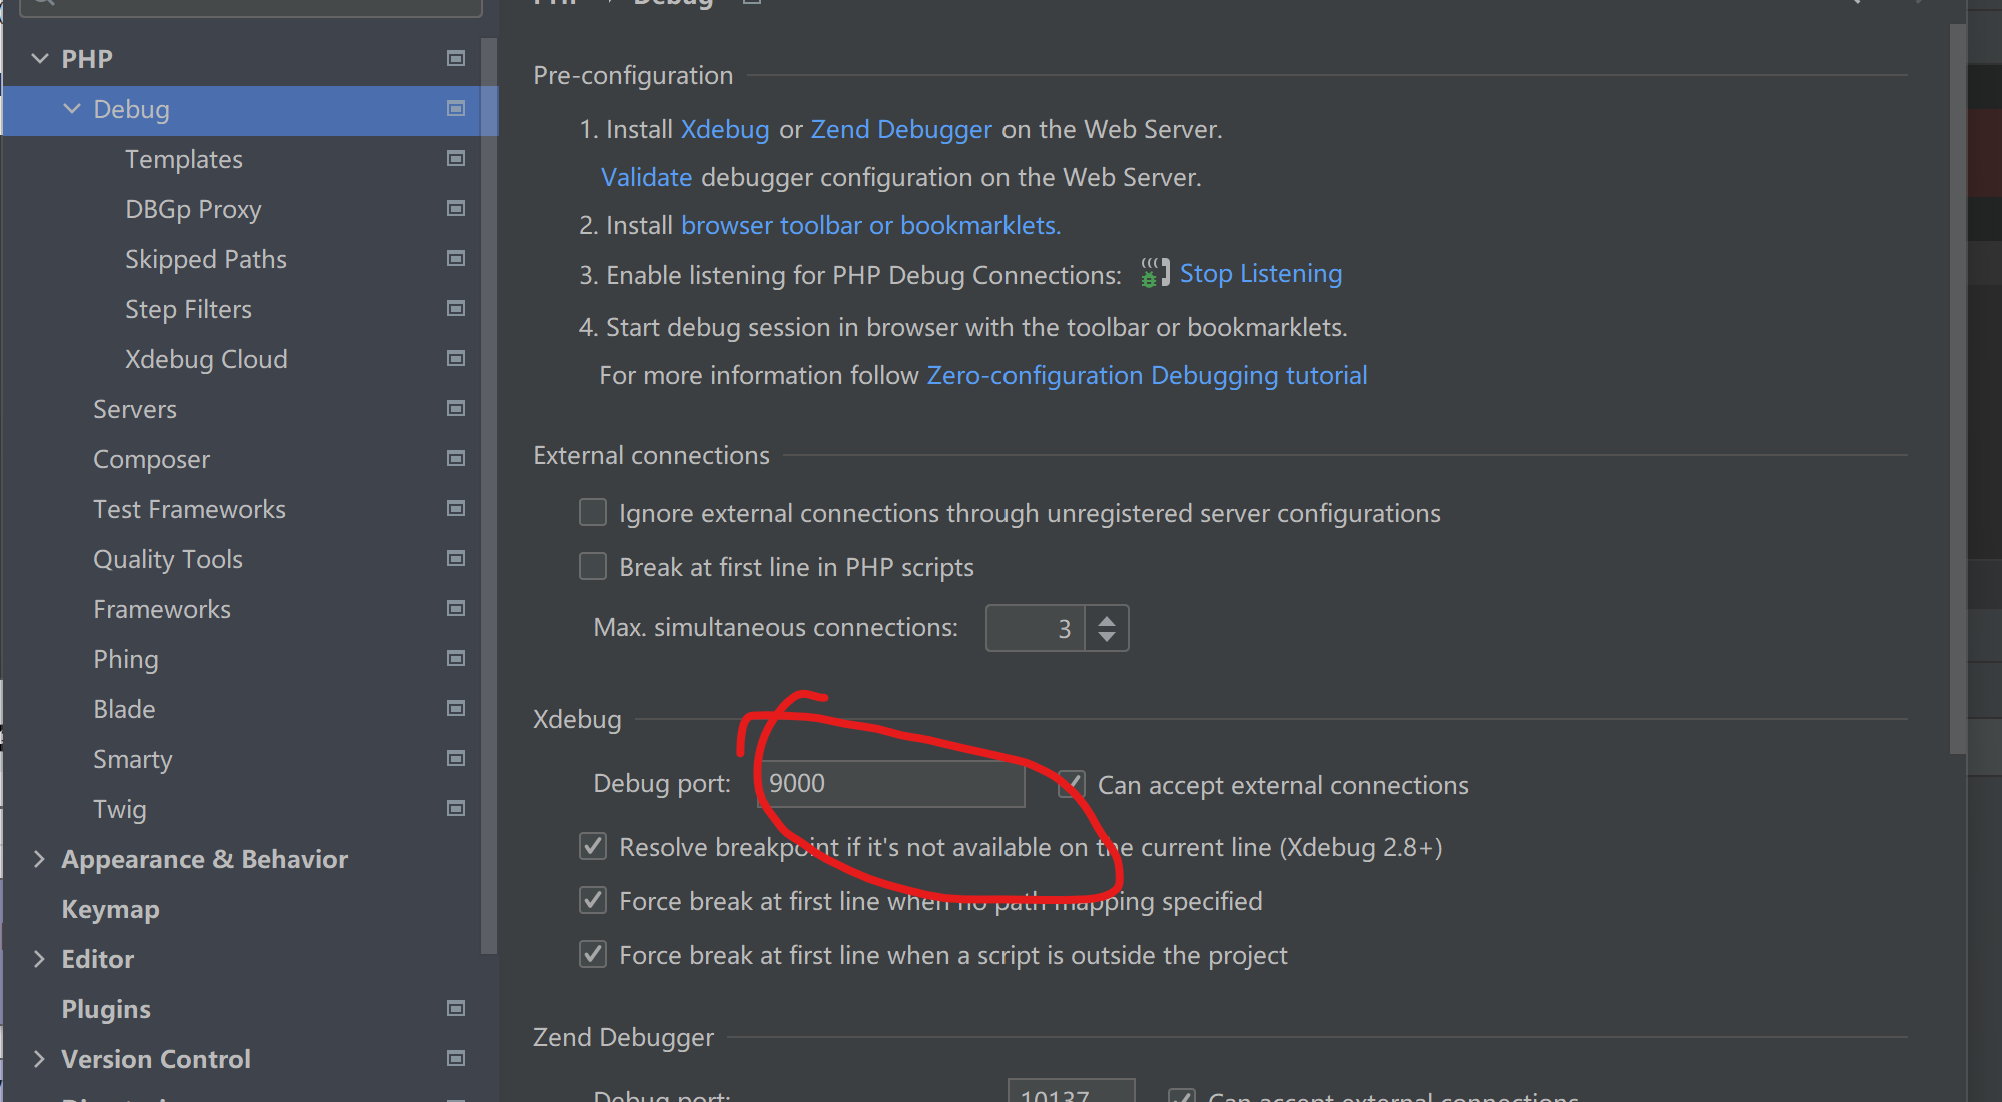 PHP › Debug
PHP
Debug
Templates
DBGp Proxy
Skipped Paths
Step Filters
Xdebug Cloud
Servers
Composer
Test Frameworks
Quality Tools
Frameworks
Phing
Blade
Smarty
Twig
Appearance & Behavior
Keymap
Editor
Plugins
Version Control
Pre-configuration
1. Install Xdebug or Zend Debugger on the Web Server.
Validate debugger configuration on the Web Server.
2. Install browser toolbar or bookmarklets.
3. Enable listening for PHP Debug Connections: Stop Listening
4. Start debug session in browser with the toolbar or bookmarklets.
For more information follow Zero-configuration Debugging tutorial
External connections
Ignore external connections through unregistered server configurations
Break at first line in PHP scripts
Max. simultaneous connections: 3
Xdebug
Debug port: 9000 Can accept external connections
Resolve breakpoint if it's not available on the current line (Xdebug 2.8+)
Force break at first line when no path mapping specified
Force break at first line when a script is outside the project
Zend Debugger
Debug port: 10137 Can accept external connections